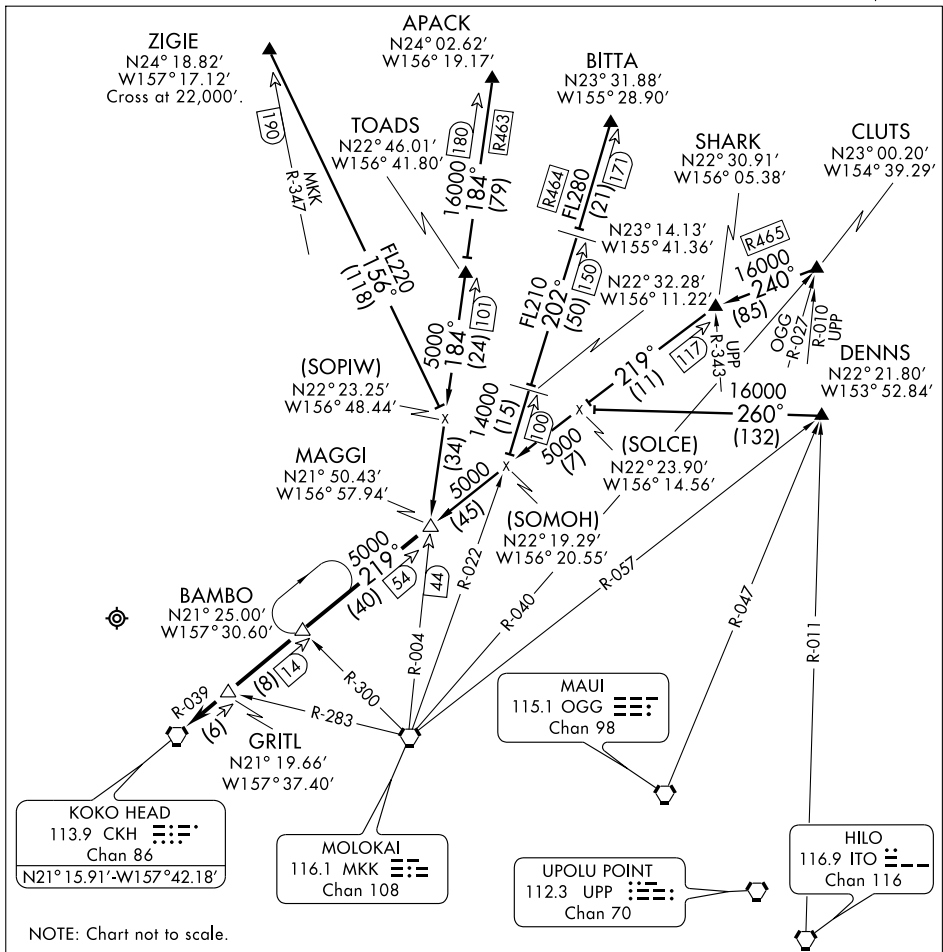 ZIGIE
N24° 18.82’
W157° 17.12’
Cross at 22,000’.
APACK
N24° 02.62’
W156° 19.17’
BITTA
N23° 31.88’
W155° 28.90’
TOADS
N22° 46.01’
W156° 41.80’
SHARK
N22° 30.91’
W156° 05.38’
CLUTS
N23° 00.20’
W154° 39.29’
190
MKK
R-347
FL220
156°
(118)
180
R463
16000
184°
(79)
101
5000
184°
(24)
R464
FL280
(21)
171
N23° 14.13’
W155° 41.36’
150
FL210
202°
(50)
N22° 32.28’
W156° 11.22’
R465
16000
240°
(85)
OGG
R-027
R-010
UPP
UPP
R-343
117
219°
(11)
DENNS
N22° 21.80’
W153° 52.84’
16000
260°
(132)
(SOPIW)
N22° 23.25’
W156° 48.44’
X
(34)
14000
(15)
100
X
5000
(7)
(SOLCE)
N22° 23.90’
W156° 14.56’
X
(SOMOH)
N22° 19.29’
W156° 20.55’
MAGGI
N21° 50.43’
W156° 57.94’
5000
(45)
5000
219°
(40)
54
44
R-004
R-022
R-040
R-057
R-047
R-011
BAMBO
N21° 25.00’
W157° 30.60’
(8)
14
R-300
R-283
R-039
(6)
GRITL
N21° 19.66’
W157° 37.40’
KOKO HEAD
113.9 CKH
Chan 86
N21° 15.91’-W157° 42.18’
MOLOKAI
116.1 MKK
Chan 108
MAUI
115.1 OGG
Chan 98
UPOLU POINT
112.3 UPP
Chan 70
HILO
116.9 ITO
Chan 116
NOTE: Chart not to scale.